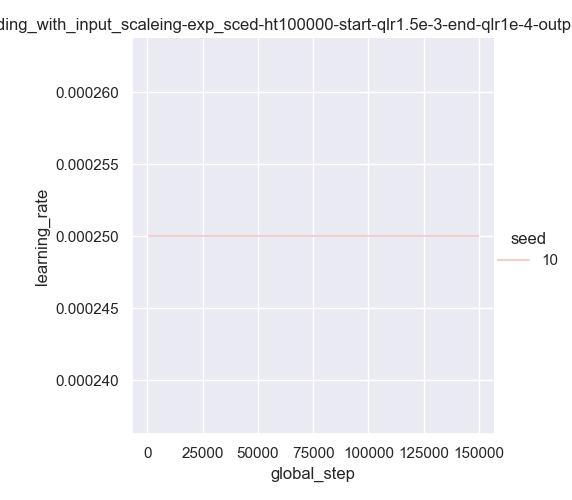 ding_with_input_scaleing-exp_sced-ht100000-start-qlr1.5e-3-end-qlr1e-4-outp
0.000260
0.000255
0.000250
0.000245
0.000240
learning_rate
seed
10
0 25000 50000 75000 100000 125000 150000
global_step